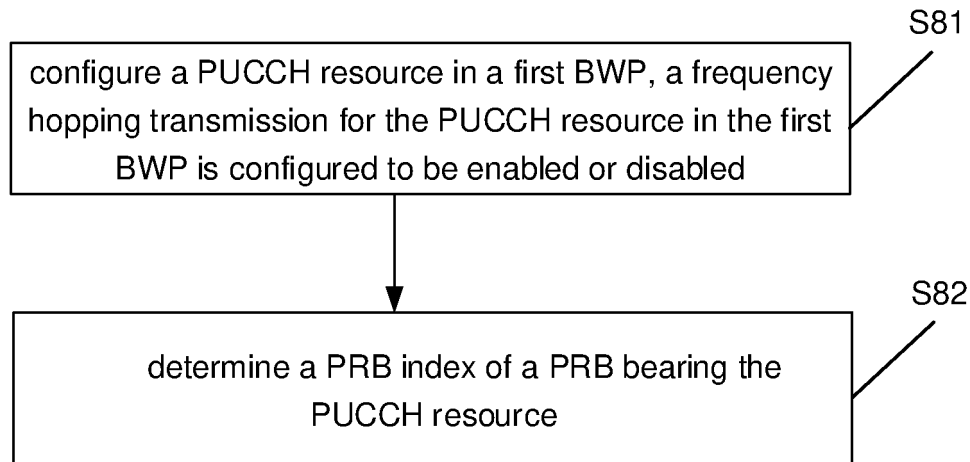 S81
configure a PUCCH resource in a first BWP, a frequency
hopping transmission for the PUCCH resource in the first
BWP is configured to be enabled or disabled
S82
determine a PRB index of a PRB bearing the
PUCCH resource